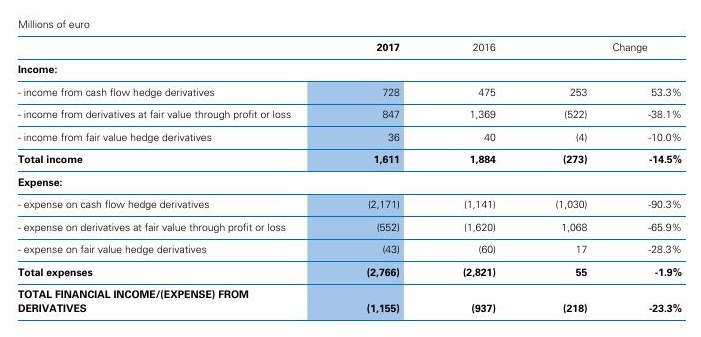 Millions of euro
2017 2016 Change
Income:
- income from cash flow hedge derivatives 728 475 253 53.3%
- income from derivatives at fair value through profit or loss 847 1,369 (522) -38.1%
- income from fair value hedge derivatives 36 40 (4) -10.0%
Total income 1,611 1,884 (273) -14.5%
Expense:
- expense on cash flow hedge derivatives (2,171) (1,141) (1,030) -90.3%
- expense on derivatives at fair value through profit or loss (552) (1,620) 1,068 -65.9%
- expense on fair value hedge derivatives (43) (60) 17 -28.3%
Total expenses (2,766) (2,821) 55 -1.9%
TOTAL FINANCIAL INCOME/(EXPENSE) FROM
DERIVATIVES (1,155) (937) (218) -23.3%